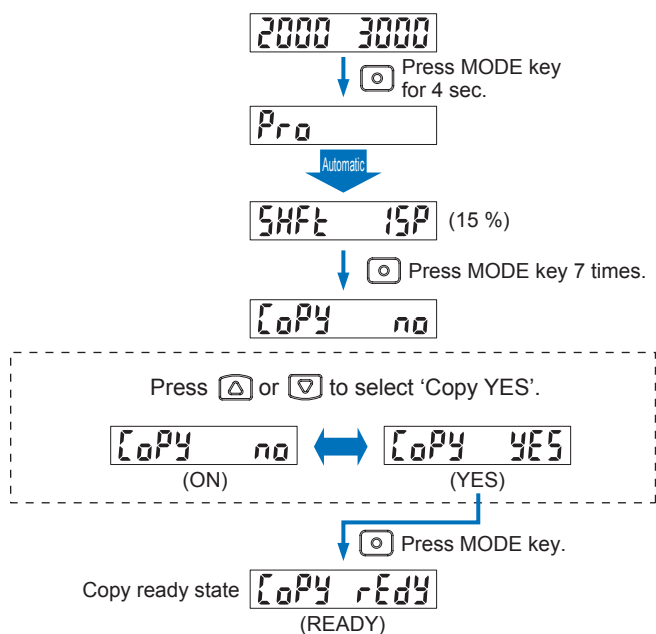 2000 3000
Press MODE key
for 4 sec.
Pro
Automatic
SHFt 15P (15 %)
Press MODE key 7 times.
CoPY no
Press or to select ‘Copy YES’.
CoPY no CoPY YES
(ON) (YES)
Press MODE key.
Copy ready state CoPY rEdY
(READY)